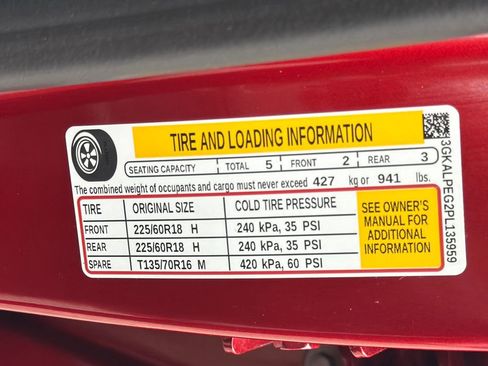 TIRE AND LOADING INFORMATION
SEATING CAPACITY TOTAL 5 FRONT 2 REAR 3
The combined weight of occupants and cargo must never exceed 427 kg or 941 lbs.
TIRE ORIGINAL SIZE COLD TIRE PRESSURE
FRONT 225/60R18 H 240 kPa, 35 PSI
REAR 225/60R18 H 240 kPa, 35 PSI
SPARE T135/70R16 M 420 kPa, 60 PSI
SEE OWNER'S
MANUAL FOR
ADDITIONAL
INFORMATION
3GKALPEG2PL135959